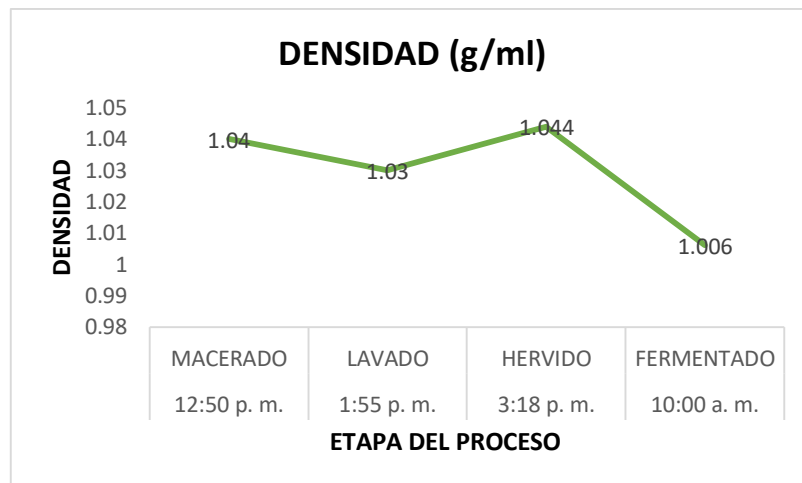 DENSIDAD (g/ml)
1.05
1.04
1.03
1.02
1.01
1
0.99
0.98
DENSIDAD
1.04
1.03
1.044
1.006
MACERADO LAVADO HERVIDO FERMENTADO
12:50 p. m. 1:55 p. m. 3:18 p. m. 10:00 a. m.
ETAPA DEL PROCESO